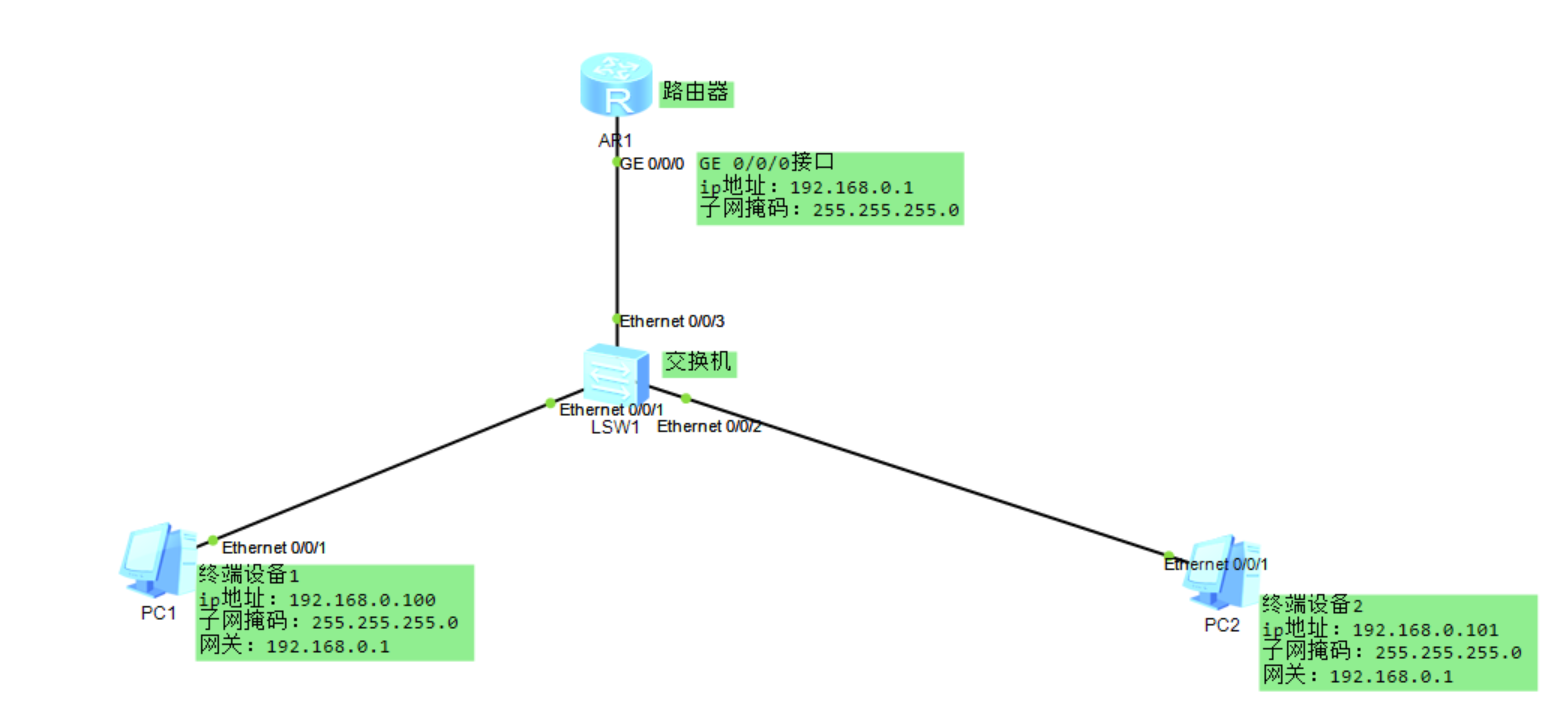 路由器
AR1
GE 0/0/0
GE 0/0/0接口
ip地址：192.168.0.1
子网掩码：255.255.255.0
Ethernet 0/0/3
交换机
Ethernet 0/0/1
LSW1
Ethernet 0/0/2
Ethernet 0/0/1
终端设备1
ip地址：192.168.0.100
子网掩码：255.255.255.0
网关：192.168.0.1
PC1
Ethernet 0/0/1
终端设备2
ip地址：192.168.0.101
子网掩码：255.255.255.0
网关：192.168.0.1
PC2
R